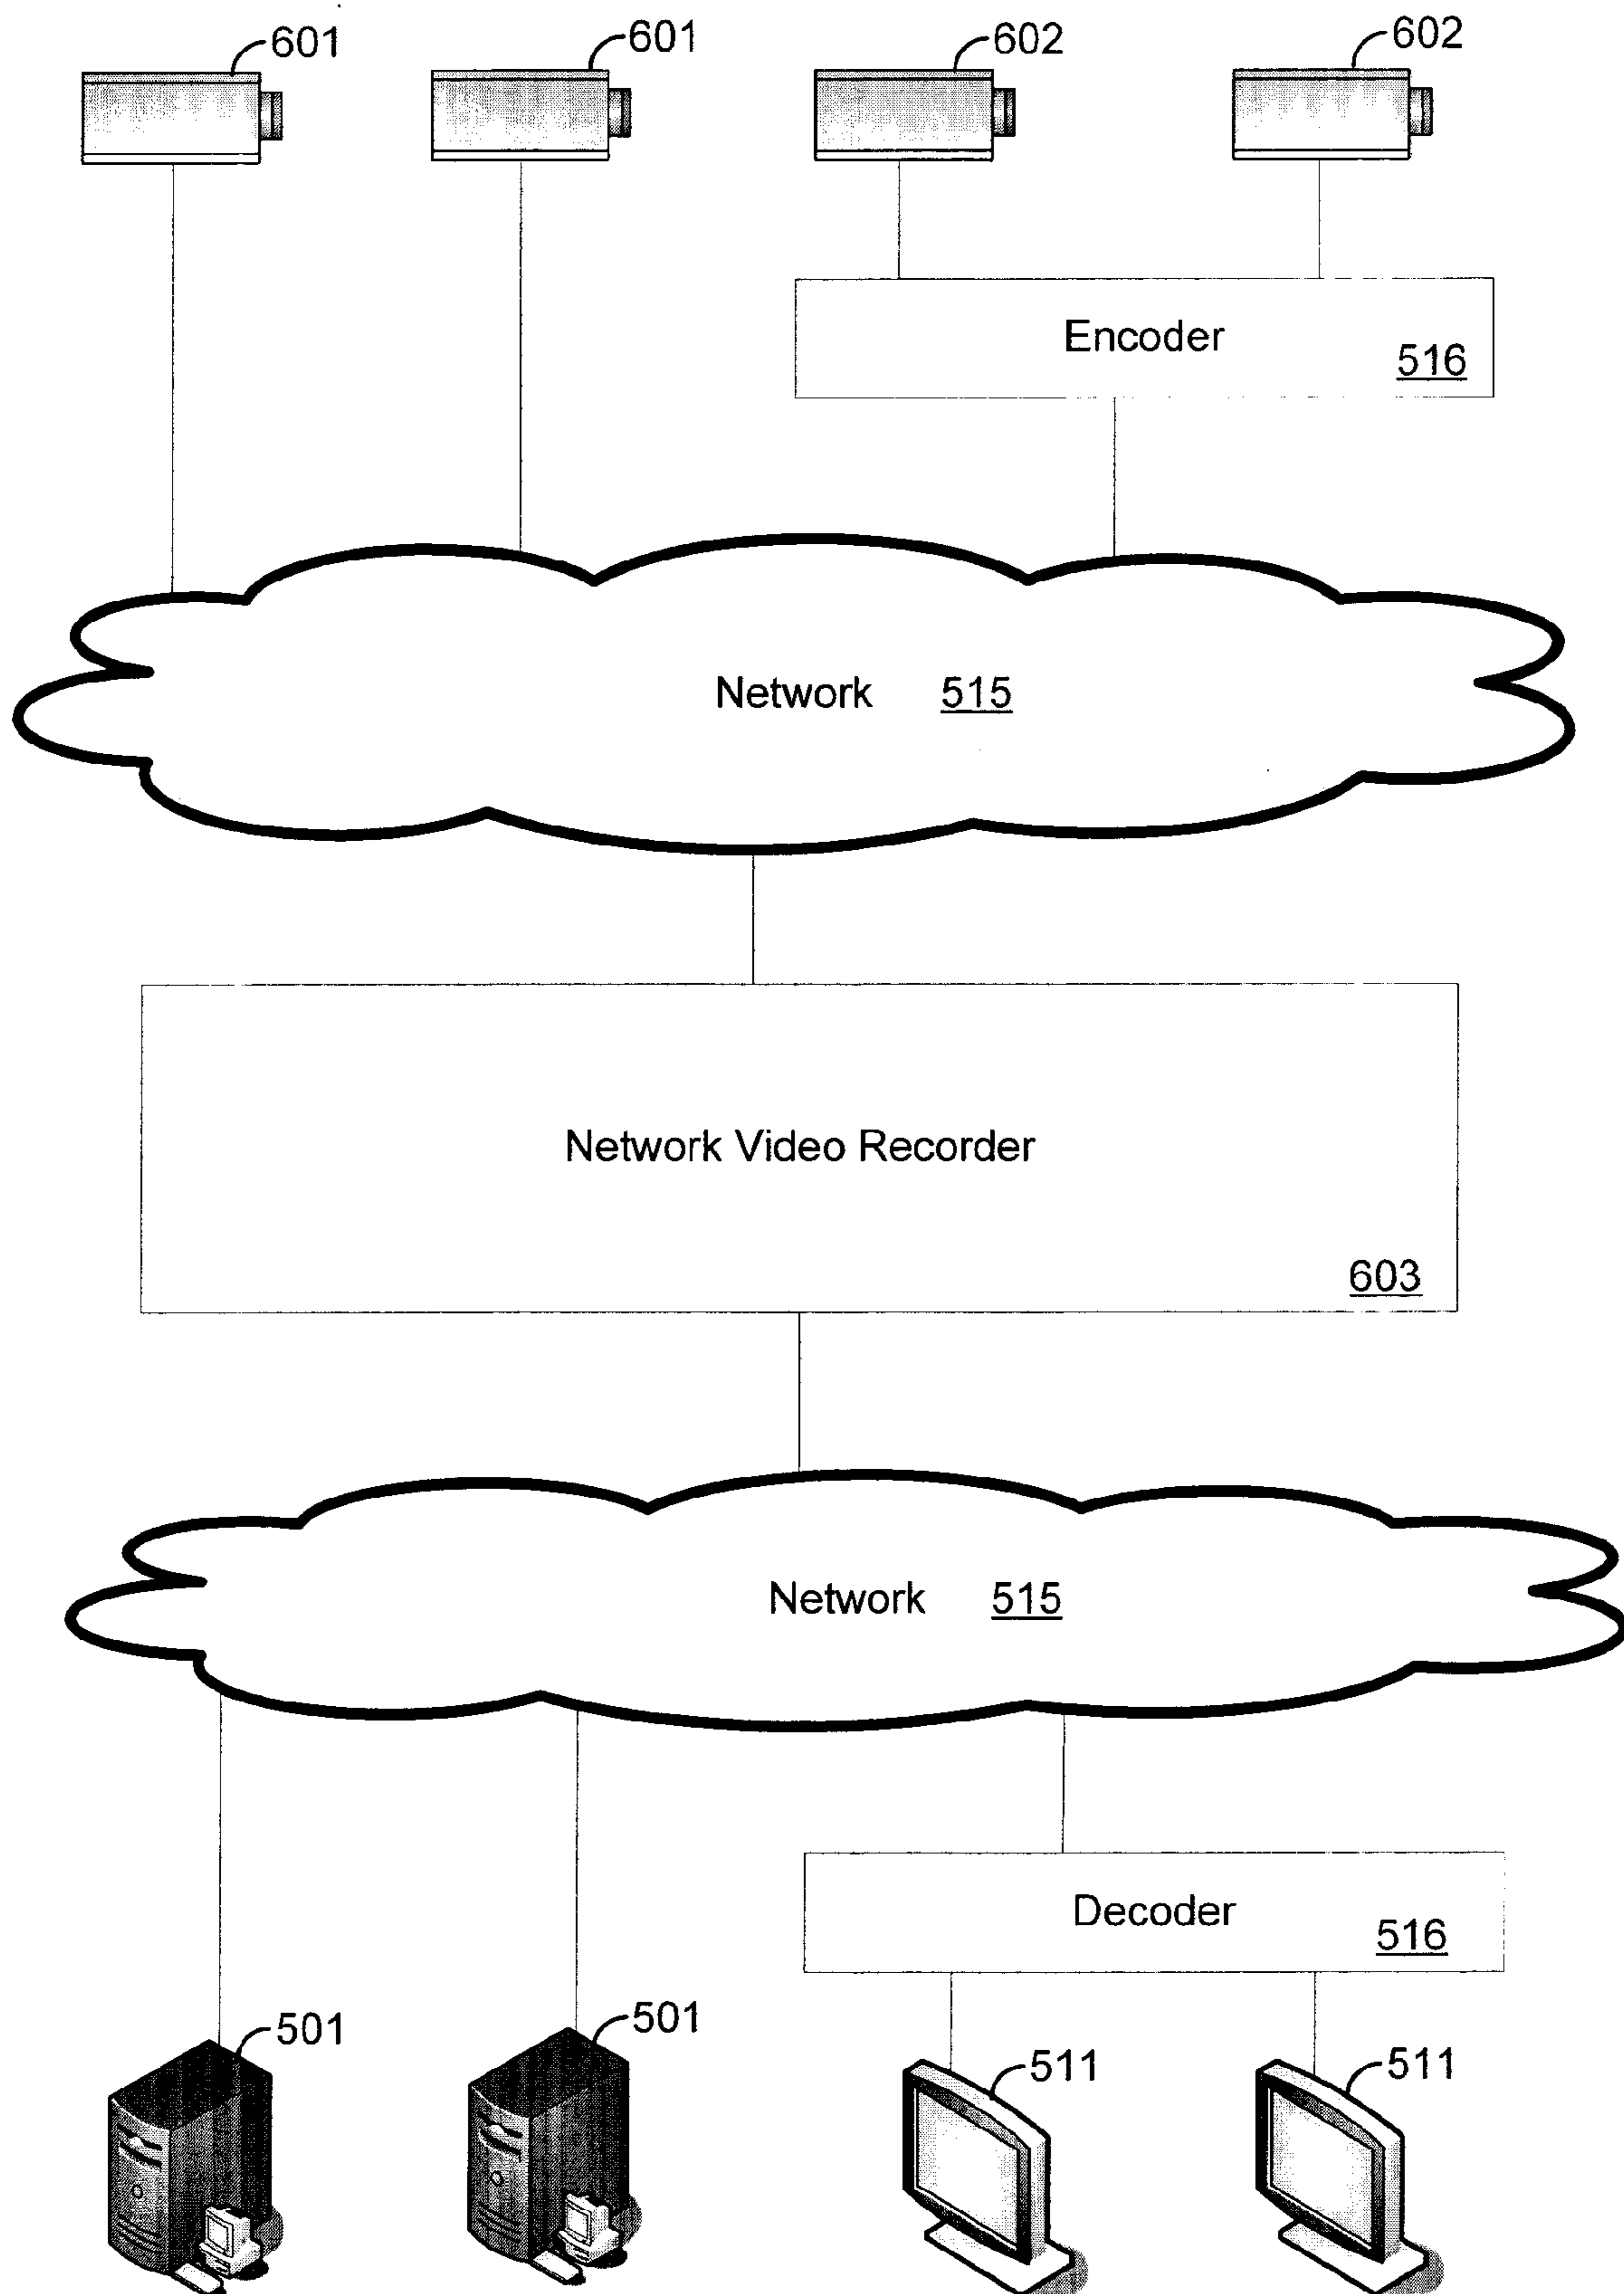 601
601
602
602
Encoder
516
Network 515
Network Video Recorder
603
Network 515
Decoder
516
501
501
511
511